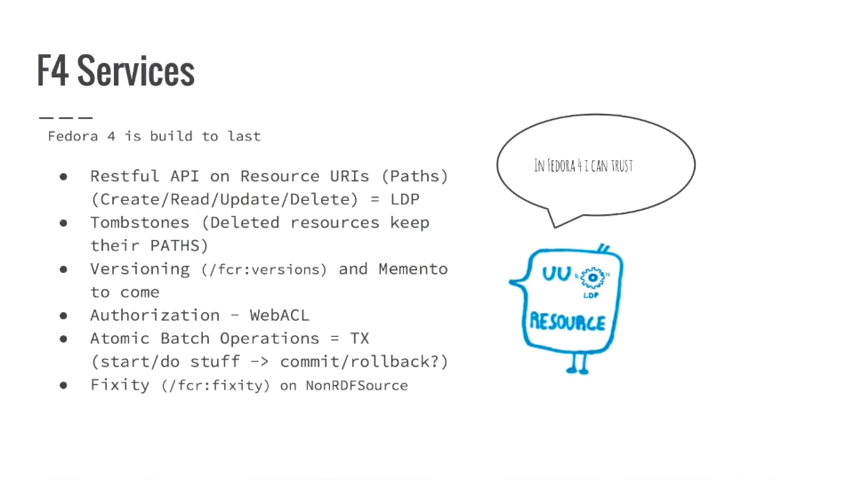 F4 Services
Fedora 4 is build to last
● Restful API on Resource URIs (Paths)
(Create/Read/Update/Delete) = LDP
● Tombstones (Deleted resources keep
their PATHS)
● Versioning (/fcr:versions) and Memento
to come
● Authorization - WebACL
● Atomic Batch Operations = TX
(start/do stuff -> commit/rollback?)
● Fixity (/fcr:fixity) on NonRDFSource
In Fedora 4 i can trust
LDP
RESOURCE